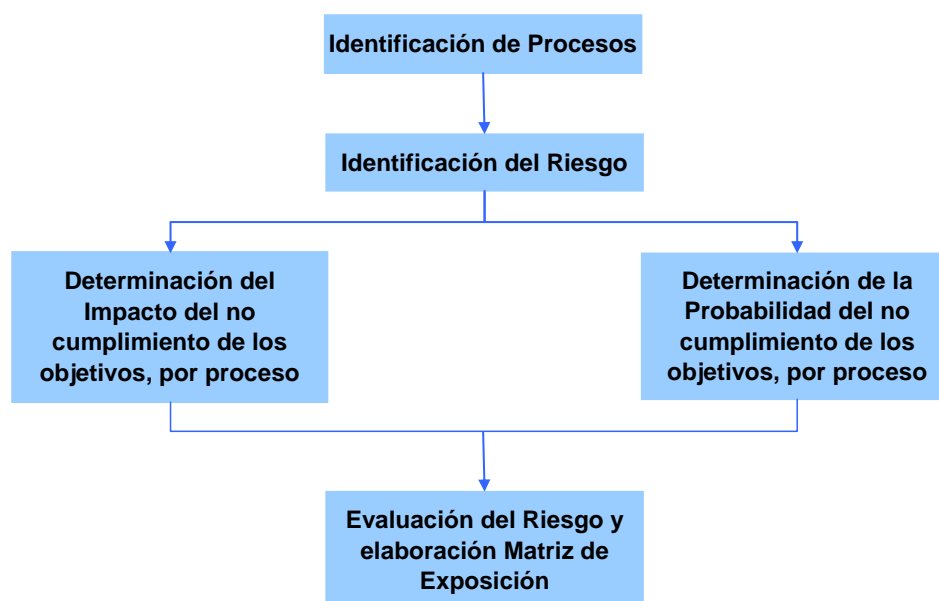 Identificación de Procesos
Identificación del Riesgo
Determinación del
Impacto del no
cumplimiento de los
objetivos, por proceso
Determinación de la
Probabilidad del no
cumplimiento de los
objetivos, por proceso
Evaluación del Riesgo y
elaboración Matriz de
Exposición